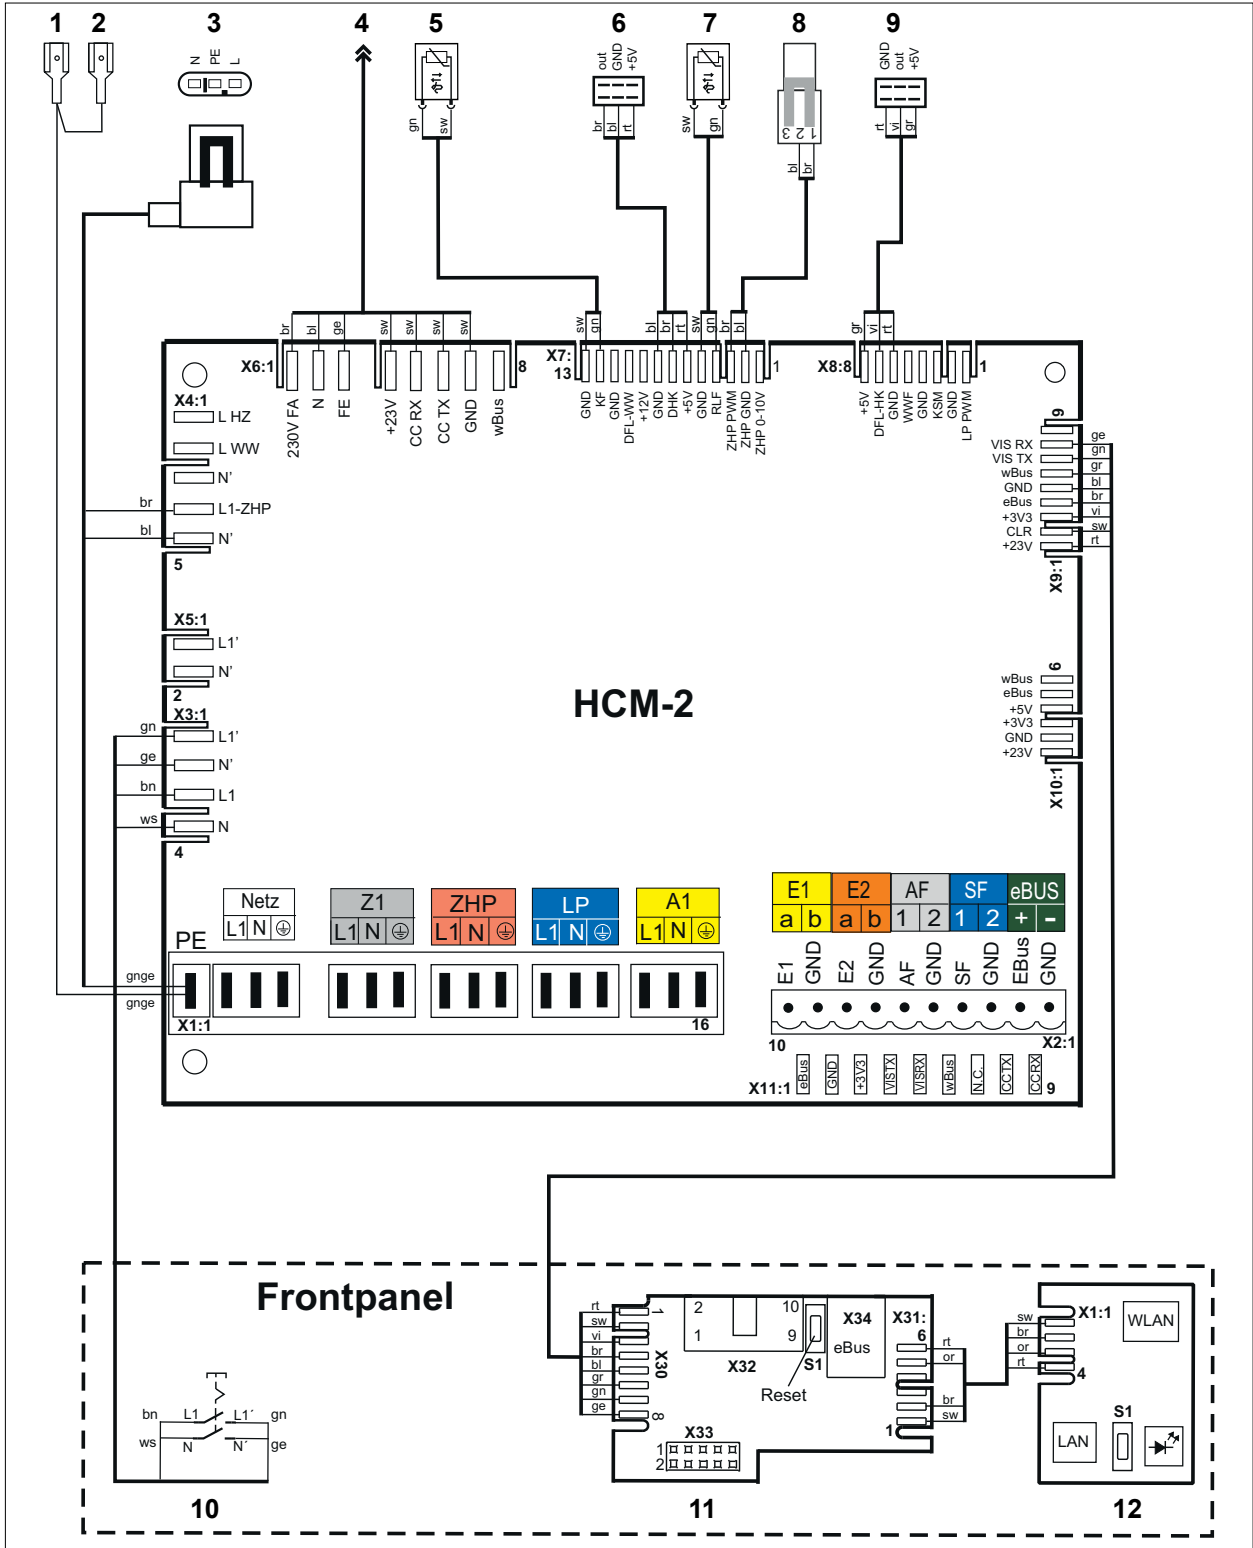 1 2 3 4 5 6 7 8 9
N PE L
out GND +5V
GND out +5V
gn sw
br bl rt
sw gn
3 2 1
bl br
rt vi gr
br bl ge sw sw sw sw
sw gn bl br rt sw gn br bl
gr vi rt
X6:1 8
X7:
13 1
X8:8 1
230V FA N FE +23V CC RX CC TX GND wBus
GND KF GND DFL-WW +12V GND DHK +5V GND RLF ZHP PWM ZHP GND ZHP 0-10V
+5V DFL-HK GND WWF GND KSM GND LP PWM
X4:1
L HZ
L WW
N'
br L1-ZHP
bl N'
5
9
VIS RX ge
VIS TX gn
wBus gr
GND bl
eBus br
+3V3 vi
CLR sw
+23V rt
X9:1
X5:1
L1'
N'
2
X3:1
gn L1'
ge N'
bn L1
ws N
4
HCM-2
6
wBus
eBus
+5V
+3V3
GND
+23V
X10:1
Netz
L1 N
Z1
L1 N
ZHP
L1 N
LP
L1 N
A1
L1 N
PE
gnge
gnge
X1:1 16
E1 E2 AF SF eBUS
a b a b 1 2 1 2 + -
E1 GND E2 GND AF GND SF GND EBus GND
10 X2:1
X11:1 eBus GND +3V3 VISTX VISRX wBus N.C. CCTX CCRX 9
Frontpanel
bn L1 L1´ gn
ws N N´ ge
10
rt
sw
vi
br
bl
gr
gn
ge
1
X30
8
2 10
1 9
X32
S1
Reset
X34
eBus
X31:
6
rt
or
br
sw
1
X33
1
2
11
sw
br
or
rt
X1:1
4
WLAN
S1
LAN
12